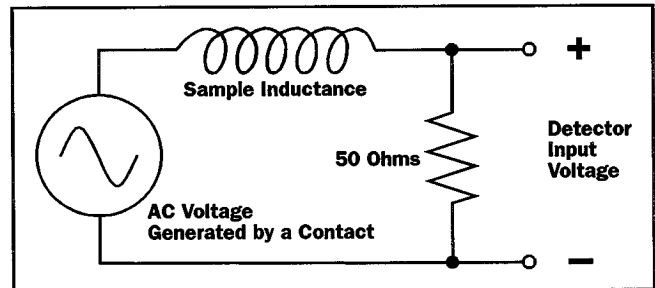 Sample Inductance
+
50 Ohms
Detector
Input
Voltage
AC Voltage
Generated by a Contact
−